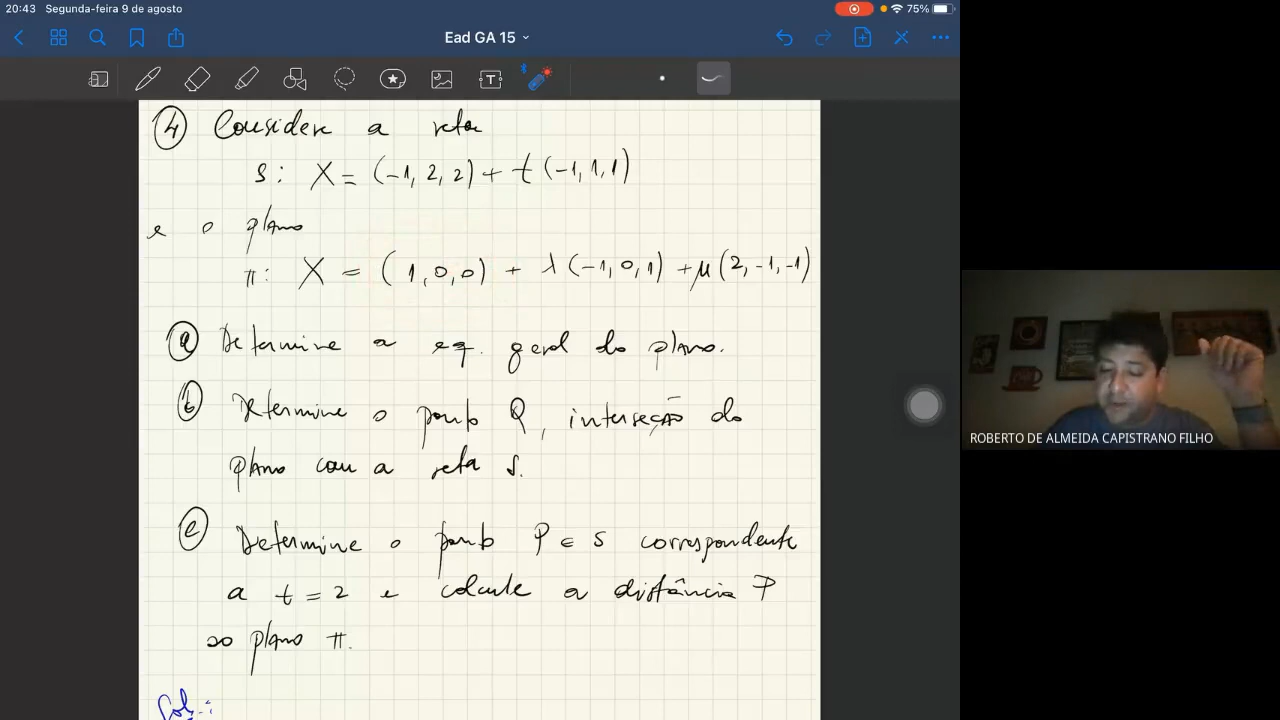 20:43 Segunda-feira 9 de agosto
75%
Ead GA 15
④ Considere a reta
s: X = (-1, 2, 2) + t (-1, 1, 1)
e o plano
π: X = (1, 0, 0) + λ (-1, 0, 1) + μ (2, -1, -1)
ⓐ Determine a eq. geral do plano.
ⓑ Determine o ponto Q, interseção do
plano com a reta s.
ⓒ Determine o ponto P ∈ s correspondente
a t = 2 e calcule a distância P
ao plano π.
Sol.:
ROBERTO DE ALMEIDA CAPISTRANO FILHO